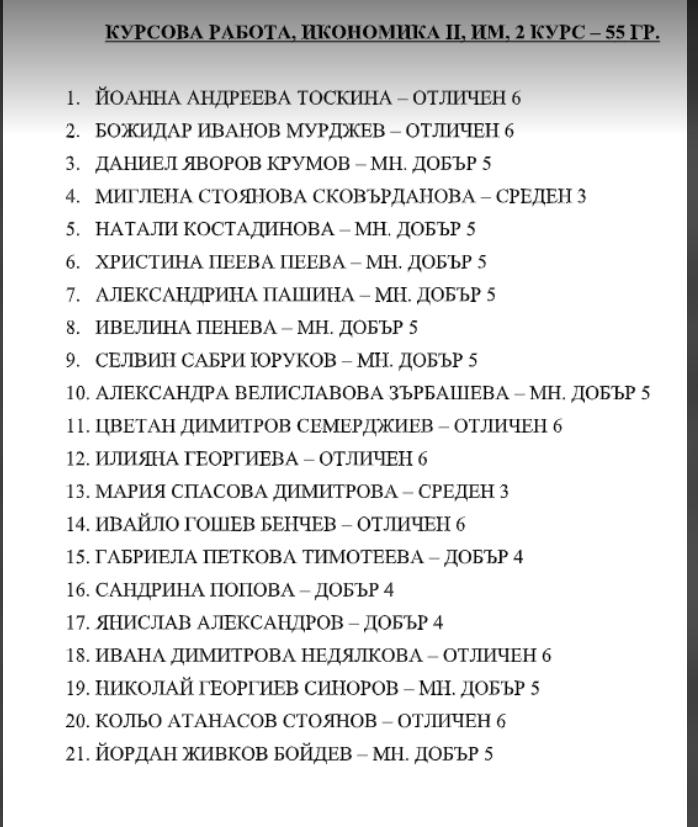 КУРСОВА РАБОТА, ИКОНОМИКА II, ИМ, 2 КУРС – 55 ГР.
1. ЙОАННА АНДРЕЕВА ТОСКИНА – ОТЛИЧЕН 6
2. БОЖИДАР ИВАНОВ МУРДЖЕВ – ОТЛИЧЕН 6
3. ДАНИЕЛ ЯВОРОВ КРУМОВ – МН. ДОБЪР 5
4. МИГЛЕНА СТОЯНОВА СКОВЪРДАНОВА – СРЕДЕН 3
5. НАТАЛИ КОСТАДИНОВА – МН. ДОБЪР 5
6. ХРИСТИНА ПЕЕВА ПЕЕВА – МН. ДОБЪР 5
7. АЛЕКСАНДРИНА ПАШИНА – МН. ДОБЪР 5
8. ИВЕЛИНА ПЕНЕВА – МН. ДОБЪР 5
9. СЕЛВИН САБРИ ЮРУКОВ – МН. ДОБЪР 5
10. АЛЕКСАНДРА ВЕЛИСЛАВОВА ЗЪРБАШЕВА – МН. ДОБЪР 5
11. ЦВЕТАН ДИМИТРОВ СЕМЕРДЖИЕВ – ОТЛИЧЕН 6
12. ИЛИЯНА ГЕОРГИЕВА – ОТЛИЧЕН 6
13. МАРИЯ СПАСОВА ДИМИТРОВА – СРЕДЕН 3
14. ИВАЙЛО ГОШЕВ БЕНЧЕВ – ОТЛИЧЕН 6
15. ГАБРИЕЛА ПЕТКОВА ТИМОТЕЕВА – ДОБЪР 4
16. САНДРИНА ПОПОВА – ДОБЪР 4
17. ЯНИСЛАВ АЛЕКСАНДРОВ – ДОБЪР 4
18. ИВАНА ДИМИТРОВА НЕДЯЛКОВА – ОТЛИЧЕН 6
19. НИКОЛАЙ ГЕОРГИЕВ СИНОРОВ – МН. ДОБЪР 5
20. КОЛЬО АТАНАСОВ СТОЯНОВ – ОТЛИЧЕН 6
21. ЙОРДАН ЖИВКОВ БОЙДЕВ – МН. ДОБЪР 5